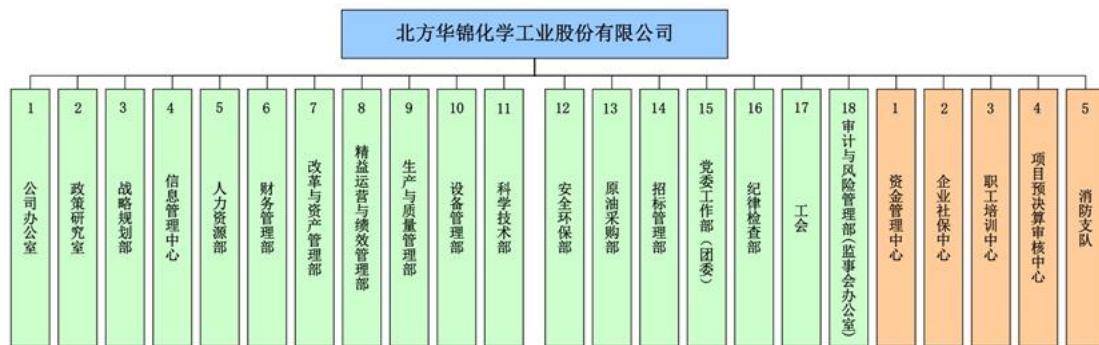 北方华锦化学工业股份有限公司
1
公司办公室
2
政策研究室
3
战略规划部
4
信息管理中心
5
人力资源部
6
财务管理部
7
改革与资产管理部
8
精益运营与绩效管理部
9
生产与质量管理部
10
设备管理部
11
科学技术部
12
安全环保部
13
原油采购部
14
招标管理部
15
党委工作部(团委)
16
纪律检查部
17
工会
18
审计与风险管理部(监事会办公室)
1
资金管理中心
2
企业社保中心
3
职工培训中心
4
项目预决算审核中心
5
消防支队